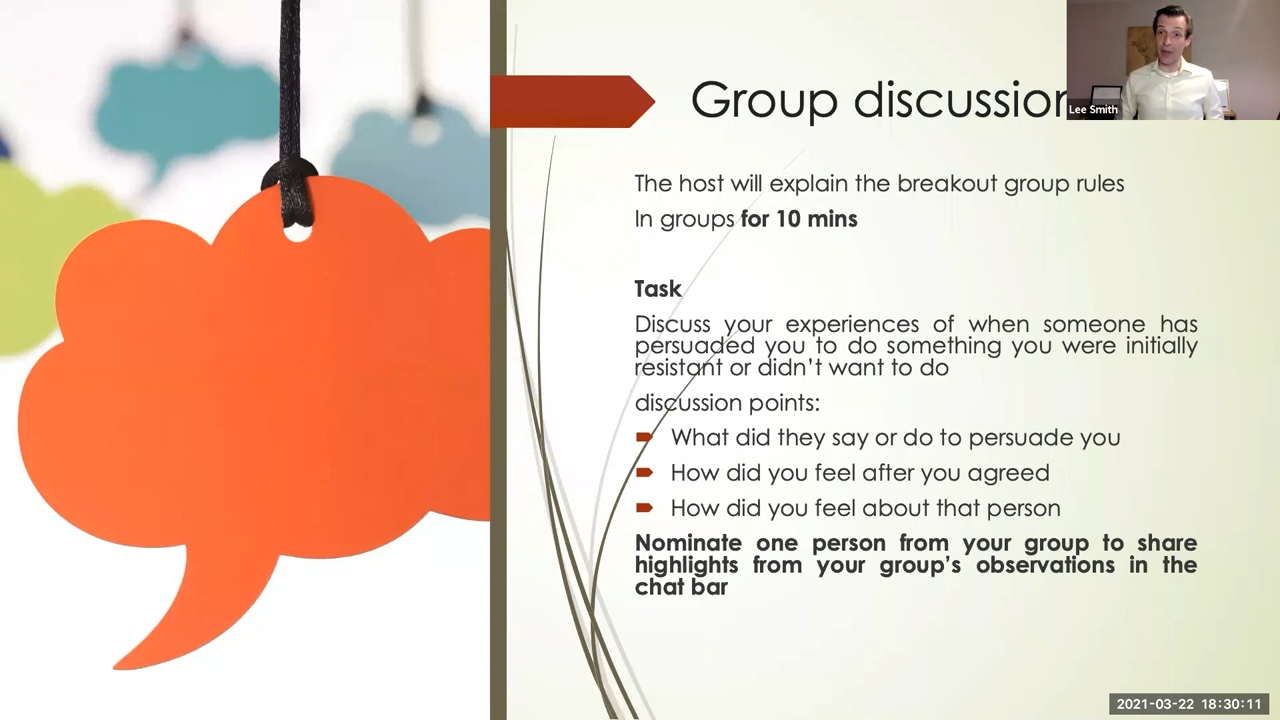 Group discussion
Lee Smith
The host will explain the breakout group rules
In groups for 10 mins
Task
Discuss your experiences of when someone has
persuaded you to do something you were initially
resistant or didn't want to do
discussion points:
What did they say or do to persuade you
How did you feel after you agreed
How did you feel about that person
Nominate one person from your group to share
highlights from your group's observations in the
chat bar
2021-03-22 18:30:11